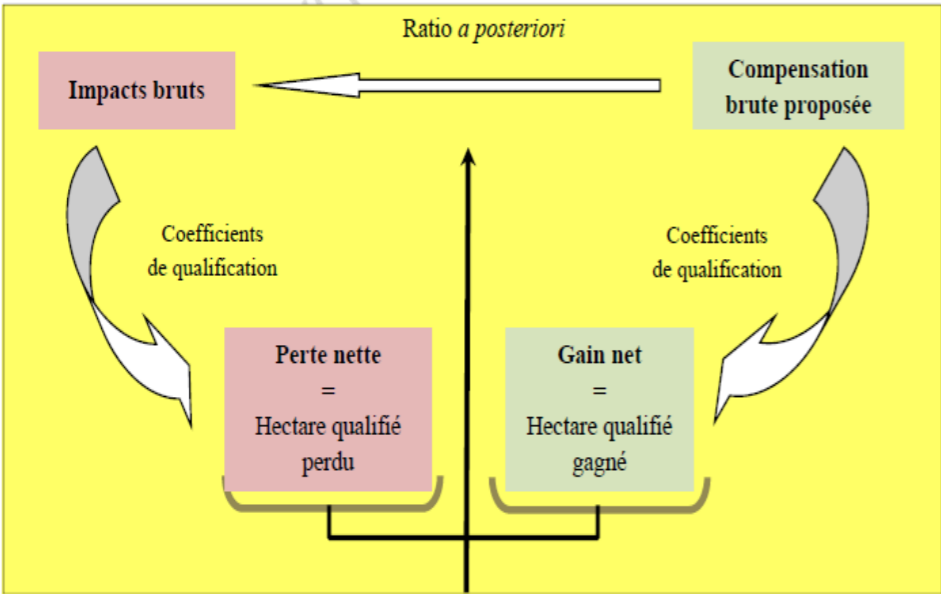 Ratio a posteriori
Impacts bruts
Compensation
brute proposée
Coefficients
de qualification
Coefficients
de qualification
Perte nette
=
Hectare qualifié
perdu
Gain net
=
Hectare qualifié
gagné